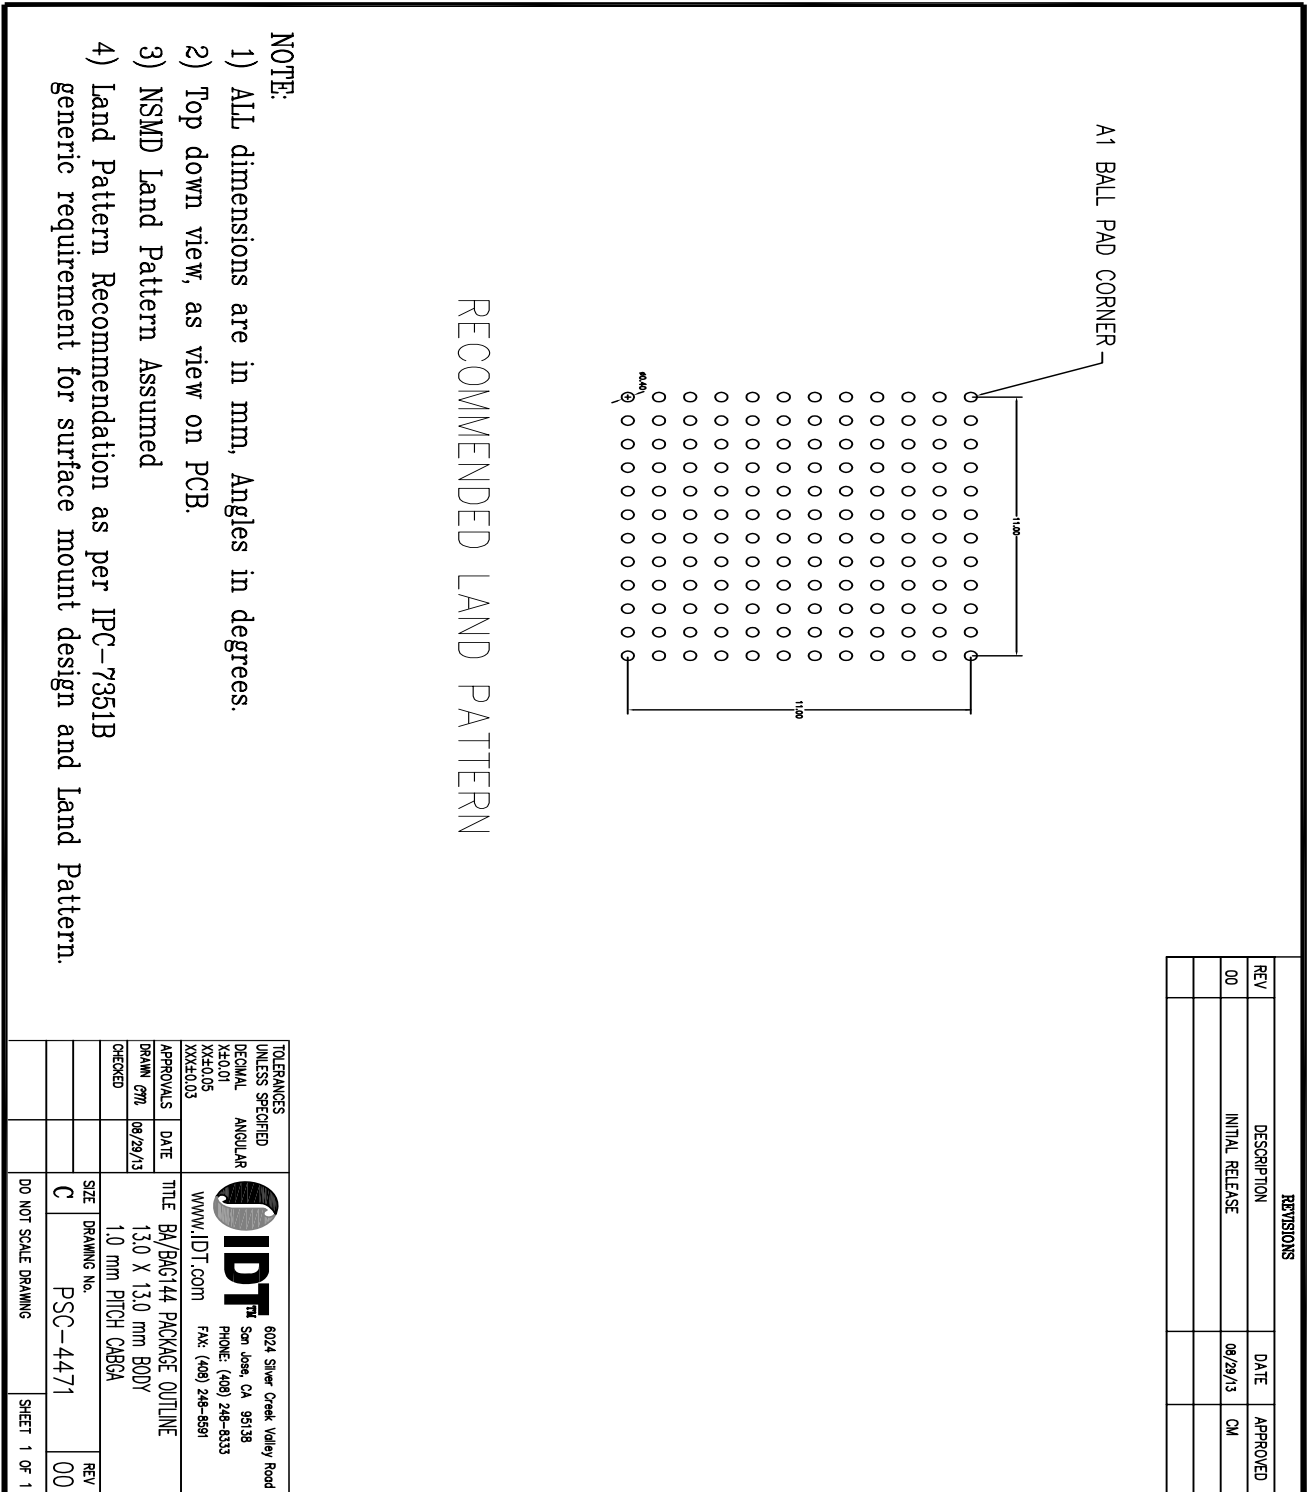 REVISIONS
REV DESCRIPTION DATE APPROVED
00 INITIAL RELEASE 08/29/13 CM
A1 BALL PAD CORNER
11.00
11.00
ø0.40
RECOMMENDED LAND PATTERN
NOTE:
1) ALL dimensions are in mm, Angles in degrees.
2) Top down view, as view on PCB.
3) NSMD Land Pattern Assumed
4) Land Pattern Recommendation as per IPC-7351B
generic requirement for surface mount design and Land Pattern.
TOLERANCES
UNLESS SPECIFIED
DECIMAL ANGULAR
X±0.01
XX±0.05
XXX±0.03
APPROVALS DATE
DRAWN cm 08/29/13
CHECKED
IDT™
www.IDT.com
6024 Silver Creek Valley Road
San Jose, CA 95138
PHONE: (408) 248-8333
FAX: (408) 248-8591
TITLE BA/BAG144 PACKAGE OUTLINE
13.0 X 13.0 mm BODY
1.0 mm PITCH CABGA
SIZE DRAWING No. REV
C PSC-4471 00
DO NOT SCALE DRAWING SHEET 1 OF 1